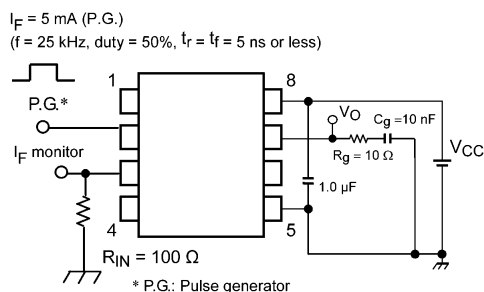 I_F = 5 mA (P.G.)
(f = 25 kHz, duty = 50%, t_r = t_f = 5 ns or less)
1
8
P.G.*
V_O
C_g =10 nF
V_CC
I_F monitor
R_g = 10 Ω
1.0 μF
4
5
R_IN = 100 Ω
* P.G.: Pulse generator